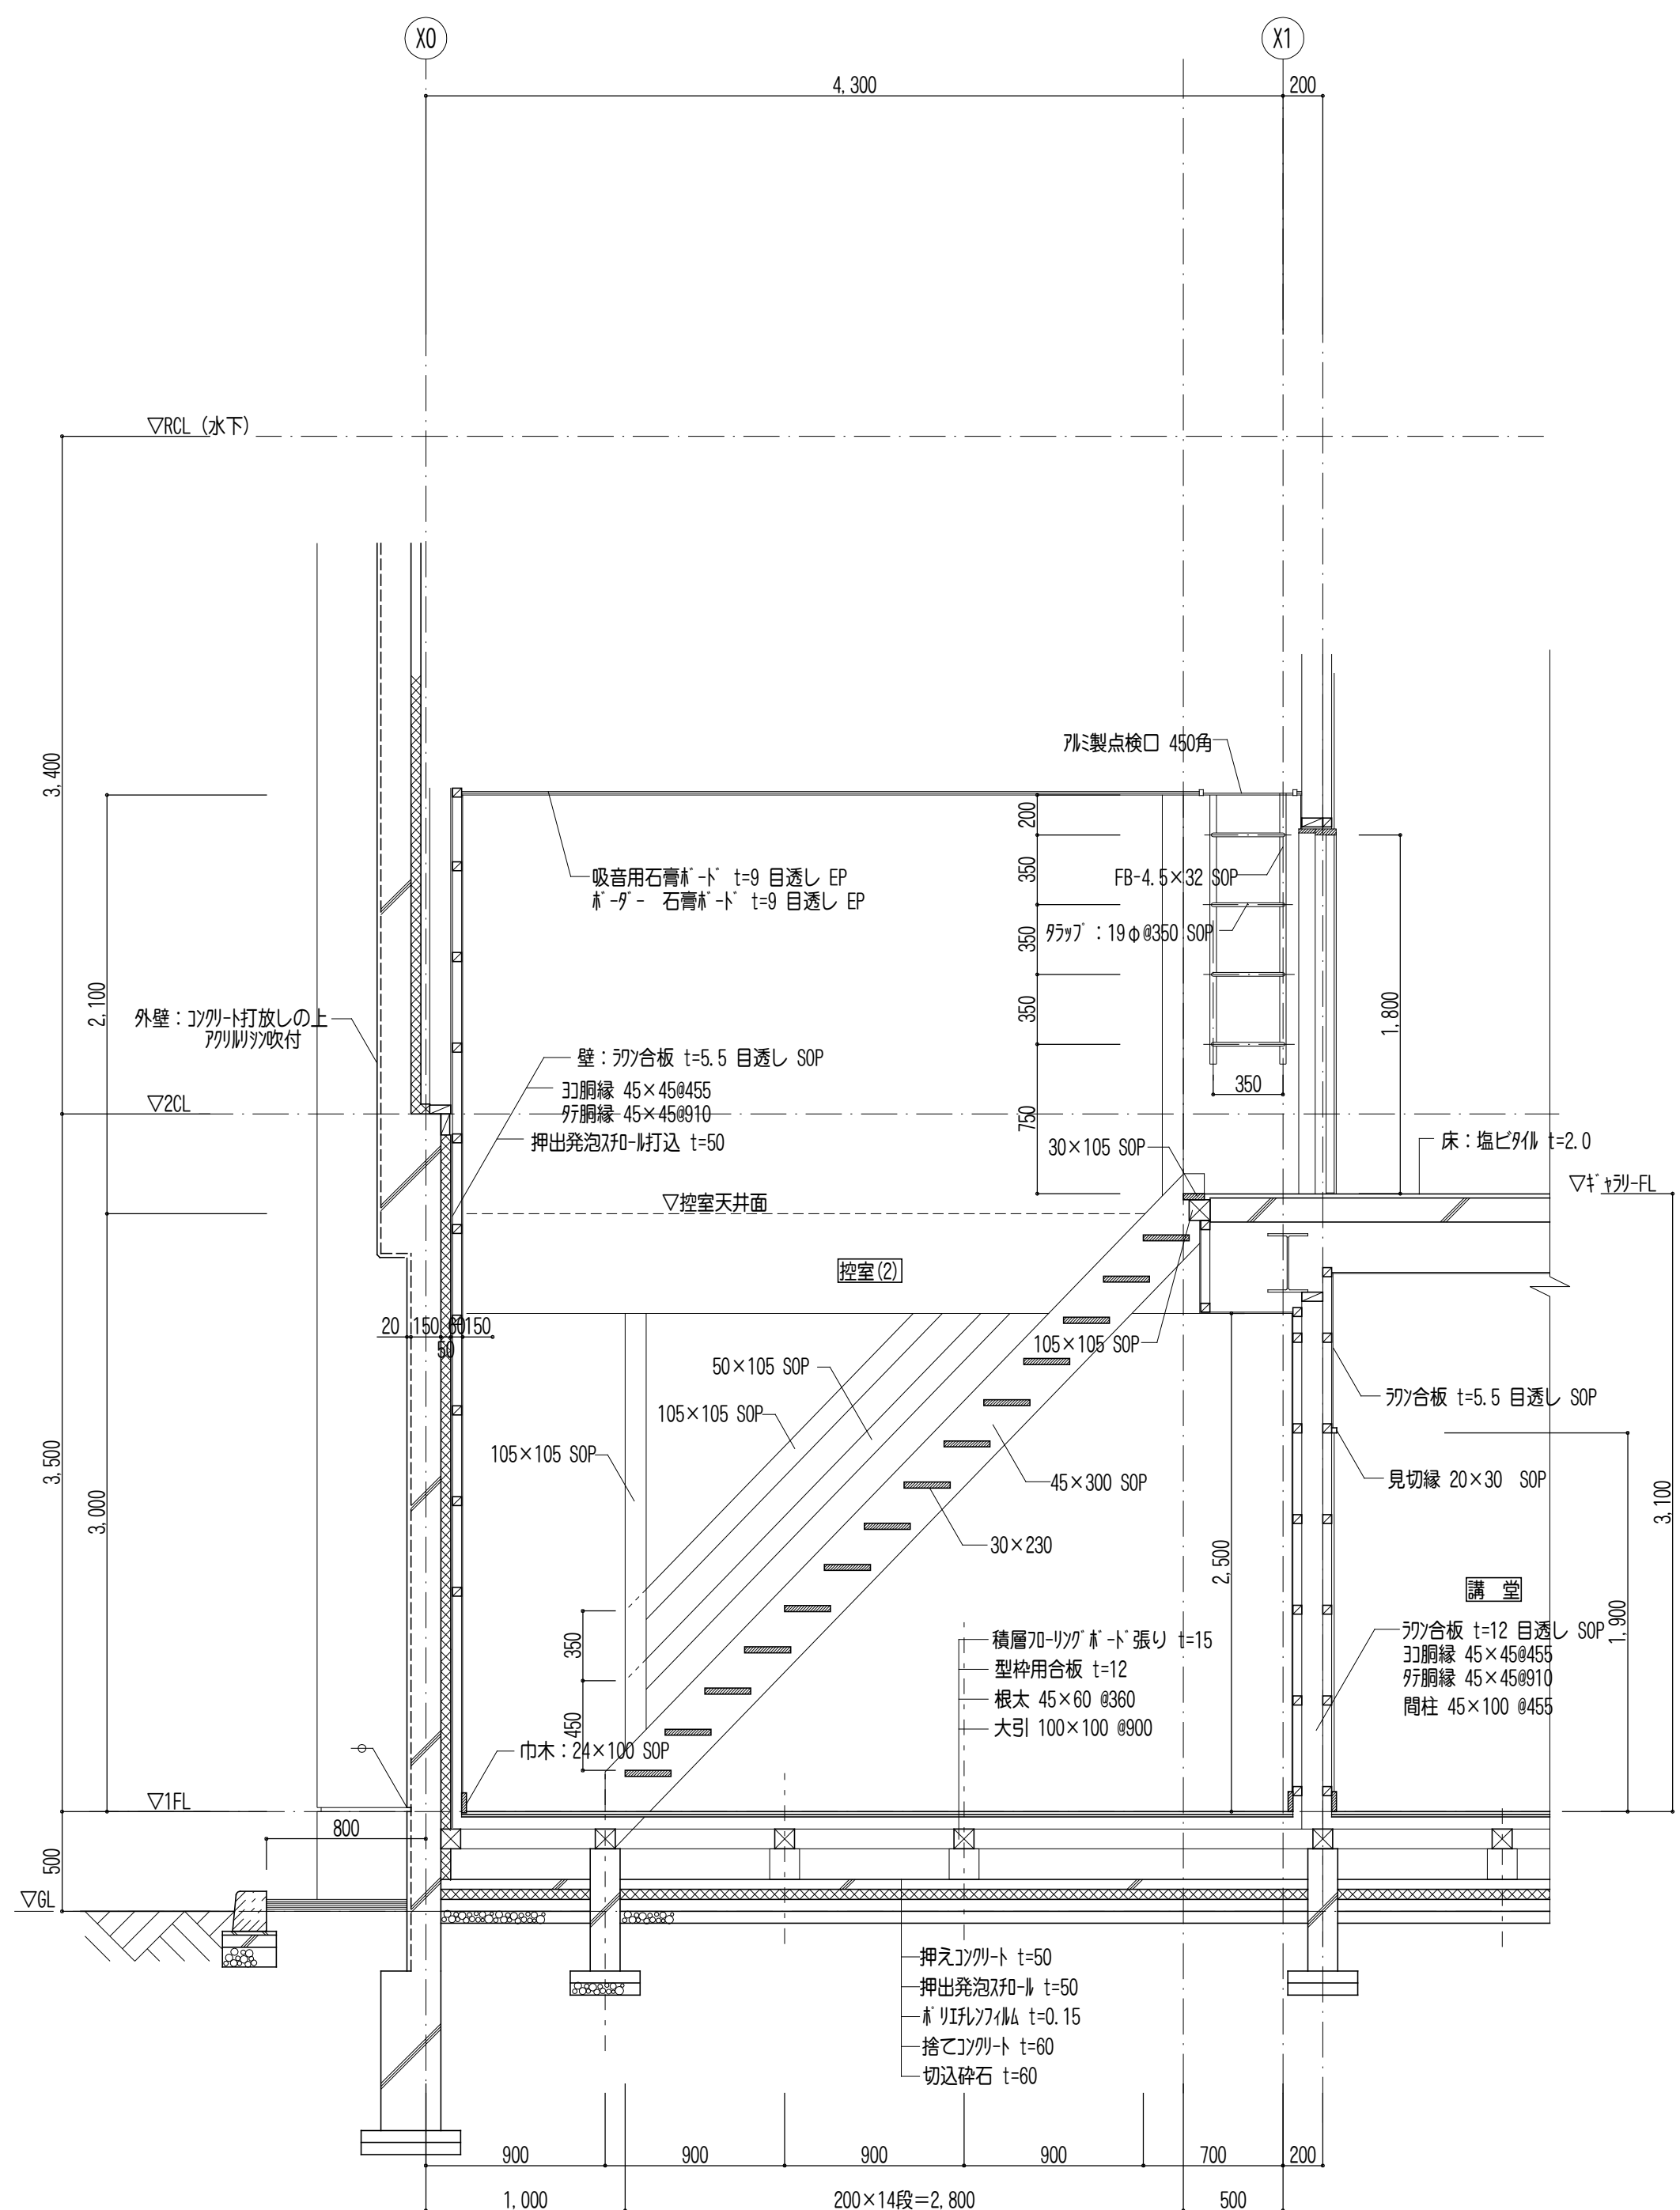 X0
X1
4,300
200
▽RCL (水下)
3,400
アルミ製点検口 450角
200
吸音用石膏ボード t=9 目透し EP
ボーダー 石膏ボード t=9 目透し EP
350
FB-4.5×32 SOP
タラップ：19φ@350 SOP
350
2,100
外壁：コンクリート打放しの上
アクリルリシン吹付
350
1,800
壁：ラワン合板 t=5.5 目透し SOP
ヨコ胴縁 45×45@455
タテ胴縁 45×45@910
押出発泡スチロール打込 t=50
350
▽2CL
750
30×105 SOP
床：塩ビタイル t=2.0
▽控室天井面
▽ギャラリーFL
控室(2)
20
150
60
150
50
105×105 SOP
50×105 SOP
105×105 SOP
105×105 SOP
ラワン合板 t=5.5 目透し SOP
3,500
3,000
45×300 SOP
見切縁 20×30 SOP
3,100
30×230
2,500
講 堂
1,900
350
積層フローリングボード張り t=15
型枠用合板 t=12
根太 45×60 @360
大引 100×100 @900
ラワン合板 t=12 目透し SOP
ヨコ胴縁 45×45@455
タテ胴縁 45×45@910
間柱 45×100 @455
450
巾木：24×100 SOP
▽1FL
800
500
▽GL
押えコンクリート t=50
押出発泡スチロール t=50
ポリエチレンフィルム t=0.15
捨てコンクリート t=60
切込砕石 t=60
900
900
900
900
700
200
1,000
200×14段＝2,800
500